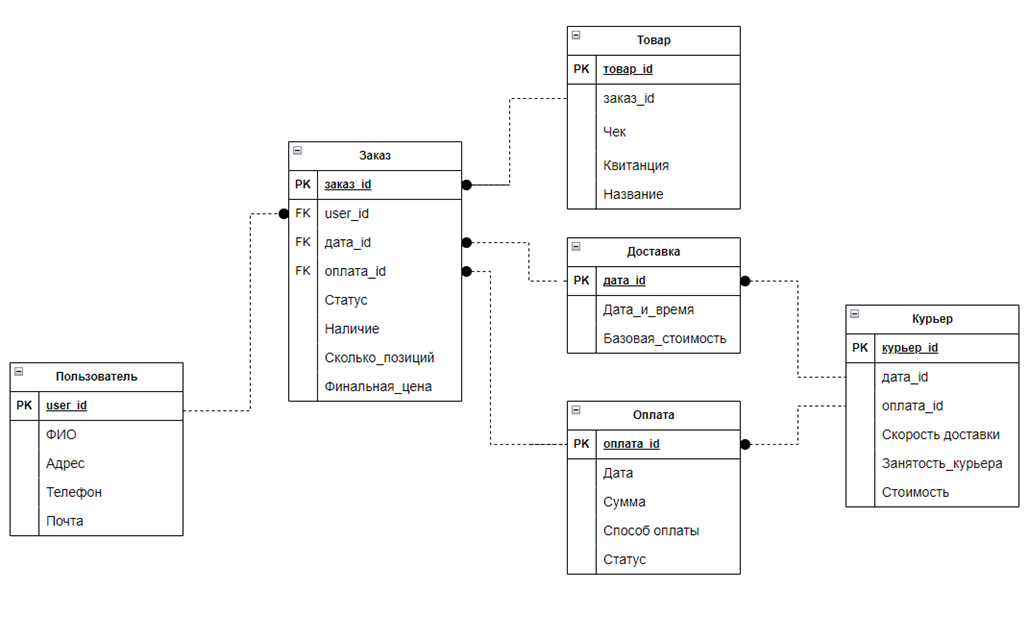 Товар
PK товар_id
заказ_id
Чек
Квитанция
Название
Заказ
PK заказ_id
FK user_id
FK дата_id
FK оплата_id
Статус
Наличие
Сколько_позиций
Финальная_цена
Доставка
PK дата_id
Дата_и_время
Базовая_стоимость
Курьер
PK курьер_id
дата_id
оплата_id
Скорость доставки
Занятость_курьера
Стоимость
Пользователь
PK user_id
ФИО
Адрес
Телефон
Почта
Оплата
PK оплата_id
Дата
Сумма
Способ оплаты
Статус